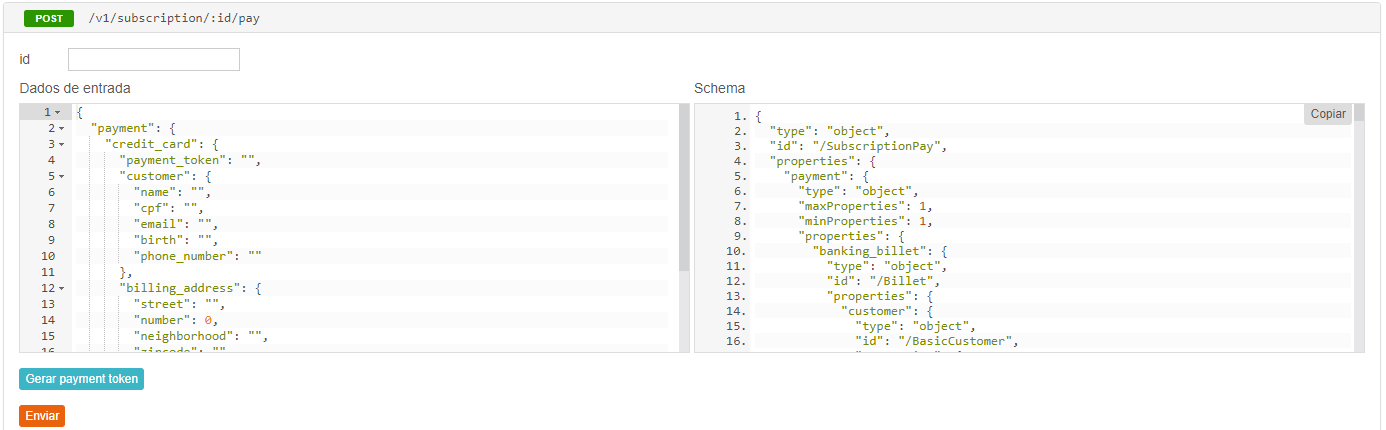 POST /v1/subscription/:id/pay
id
Dados de entrada
1 {
2 "payment": {
3 "credit_card": {
4 "payment_token": "",
5 "customer": {
6 "name": "",
7 "cpf": "",
8 "email": "",
9 "birth": "",
10 "phone_number": ""
11 },
12 "billing_address": {
13 "street": "",
14 "number": 0,
15 "neighborhood": "",
16 "zipcode": ""
Schema
Copiar
1. {
2. "type": "object",
3. "id": "/SubscriptionPay",
4. "properties": {
5. "payment": {
6. "type": "object",
7. "maxProperties": 1,
8. "minProperties": 1,
9. "properties": {
10. "banking_billet": {
11. "type": "object",
12. "id": "/Billet",
13. "properties": {
14. "customer": {
15. "type": "object",
16. "id": "/BasicCustomer",
Gerar payment token
Enviar